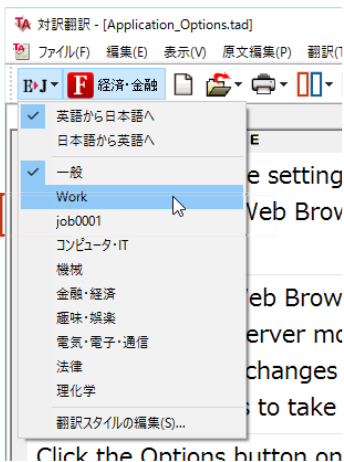 対訳翻訳 - [Application_Options.tad]
ファイル(F) 編集(E) 表示(V) 原文編集(P) 翻訳(T
E›J F 経済・金融
英語から日本語へ
日本語から英語へ
E
一般
e setting
Work
Web Brow
job0001
コンピュータ・IT
機械
金融・経済
eb Brow
趣味・娯楽
電気・電子・通信
erver mo
法律
changes
理化学
to take
翻訳スタイルの編集(S)...
Click the Options button on